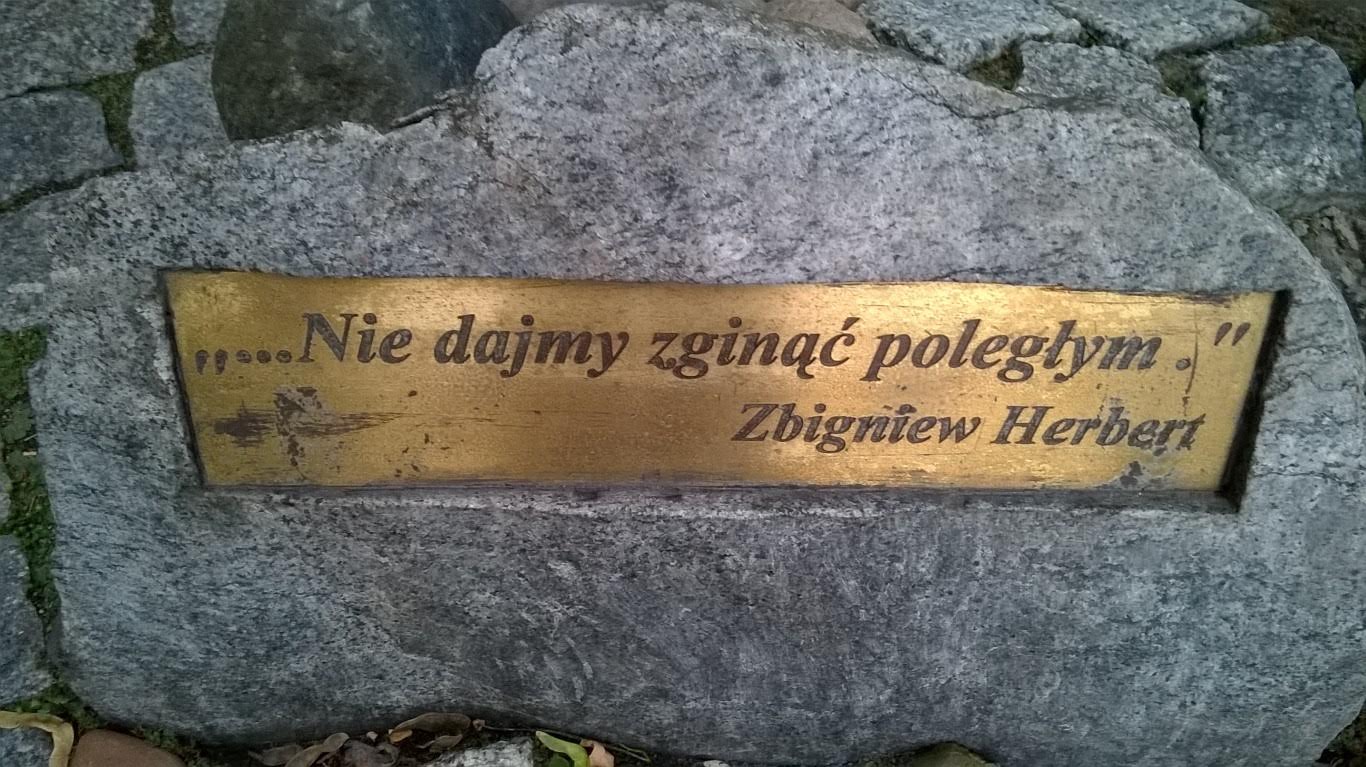 „...Nie dajmy zginąć poległym ."
Zbigniew Herbert